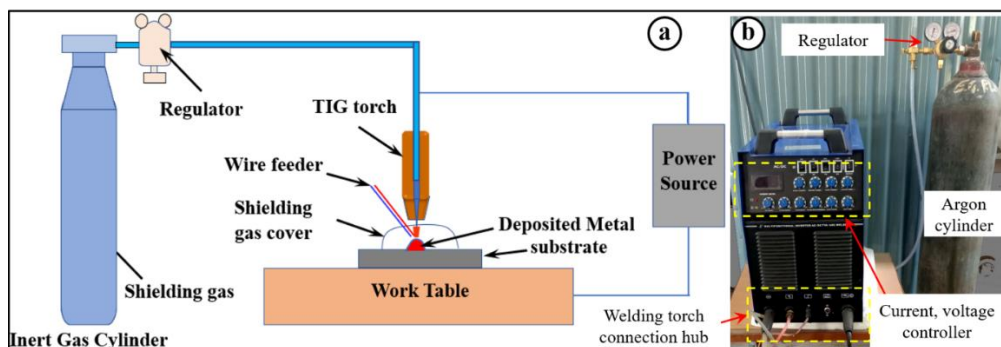 a
Regulator
TIG torch
Wire feeder
Shielding
gas cover
Deposited Metal
substrate
Power
Source
Work Table
Shielding gas
Inert Gas Cylinder
b
Regulator
Argon
cylinder
Current, voltage
controller
Welding torch
connection hub